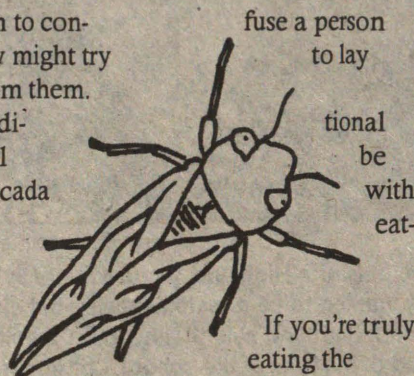 n to con- fuse a person
y might try to lay
m them.
di- tional
l be
cada with
eat-
If you're truly
eating the